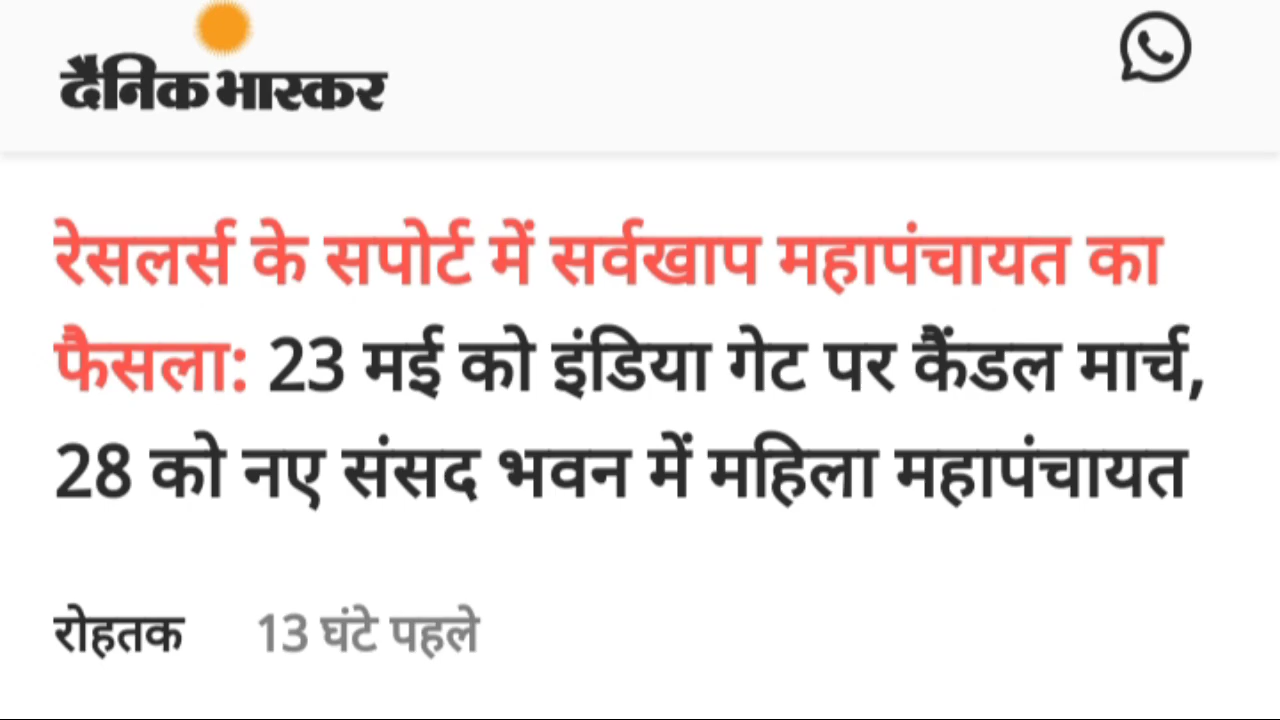 दैनिक भास्कर
रेसलर्स के सपोर्ट में सर्वखाप महापंचायत का
फैसला: 23 मई को इंडिया गेट पर कैंडल मार्च,
28 को नए संसद भवन में महिला महापंचायत
रोहतक 13 घंटे पहले